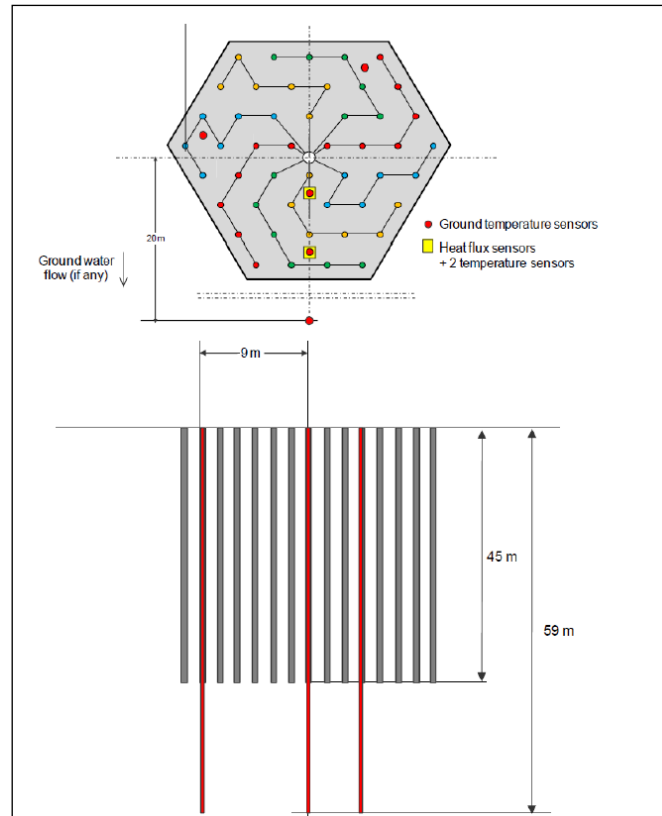 Ground temperature sensors
20m
Heat flux sensors
+ 2 temperature sensors
Ground water
flow (if any)
9 m
45 m
59 m